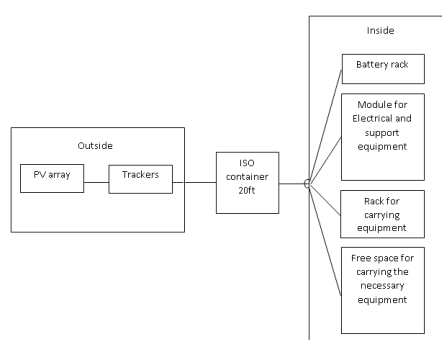 Inside
Battery rack
Module for
Electrical and
support
equipment
Outside
PV array
Trackers
ISO
container
20ft
Rack for
carrying
equipment
Free space for
carrying the
necessary
equipment